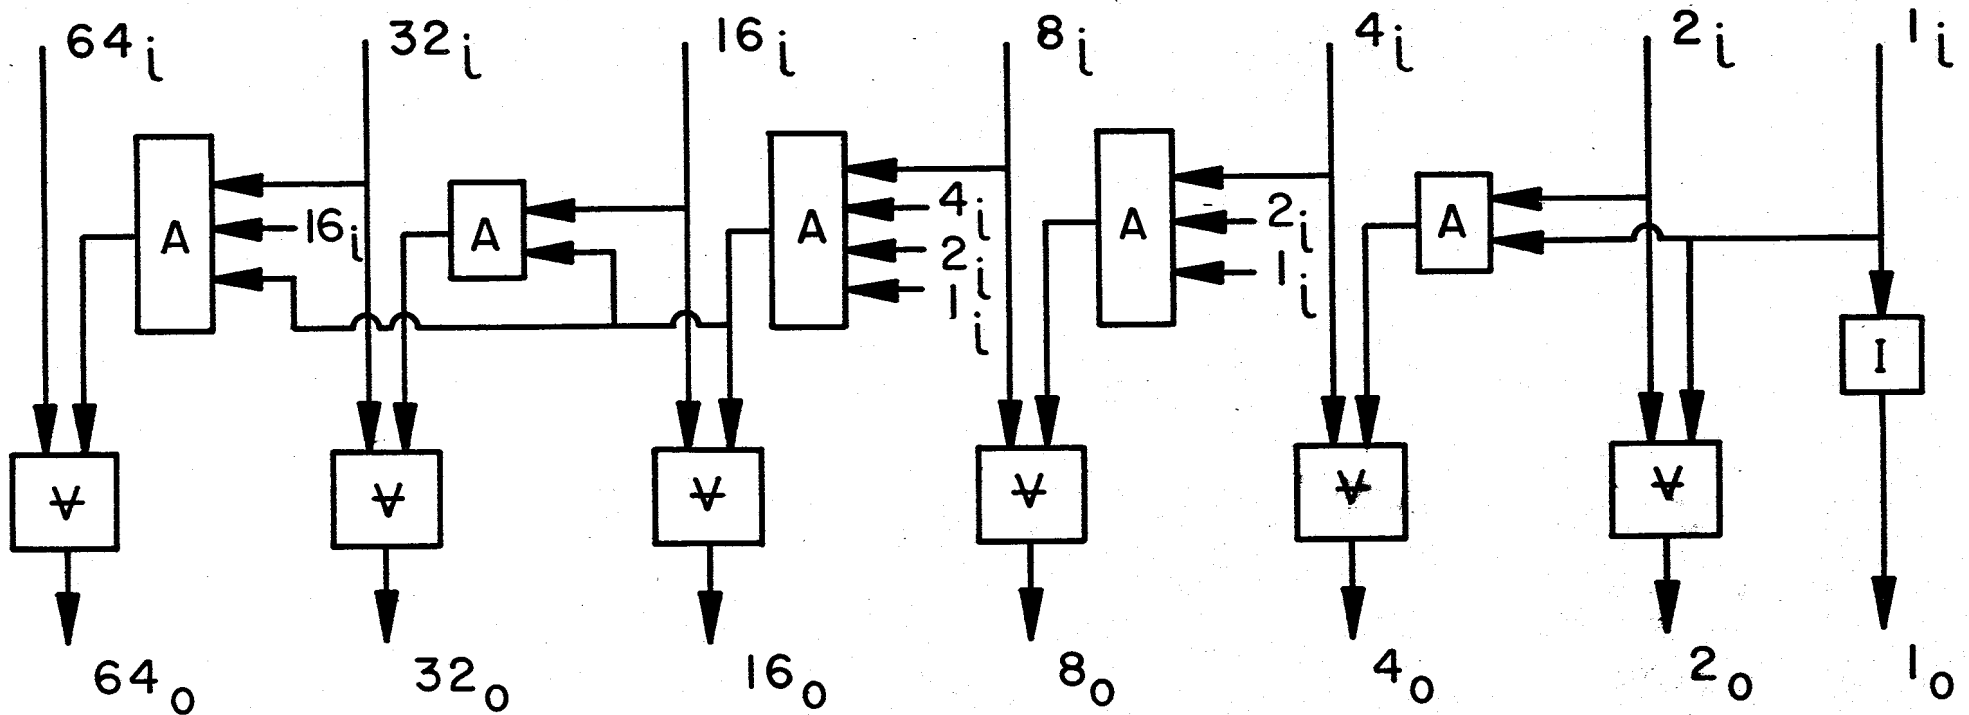 64i 32i 16i 8i 4i 2i 1i
A A A A A
16i
4i
2i
1i
2i
1i
I
V V V V V V
64o 32o 16o 8o 4o 2o 1o